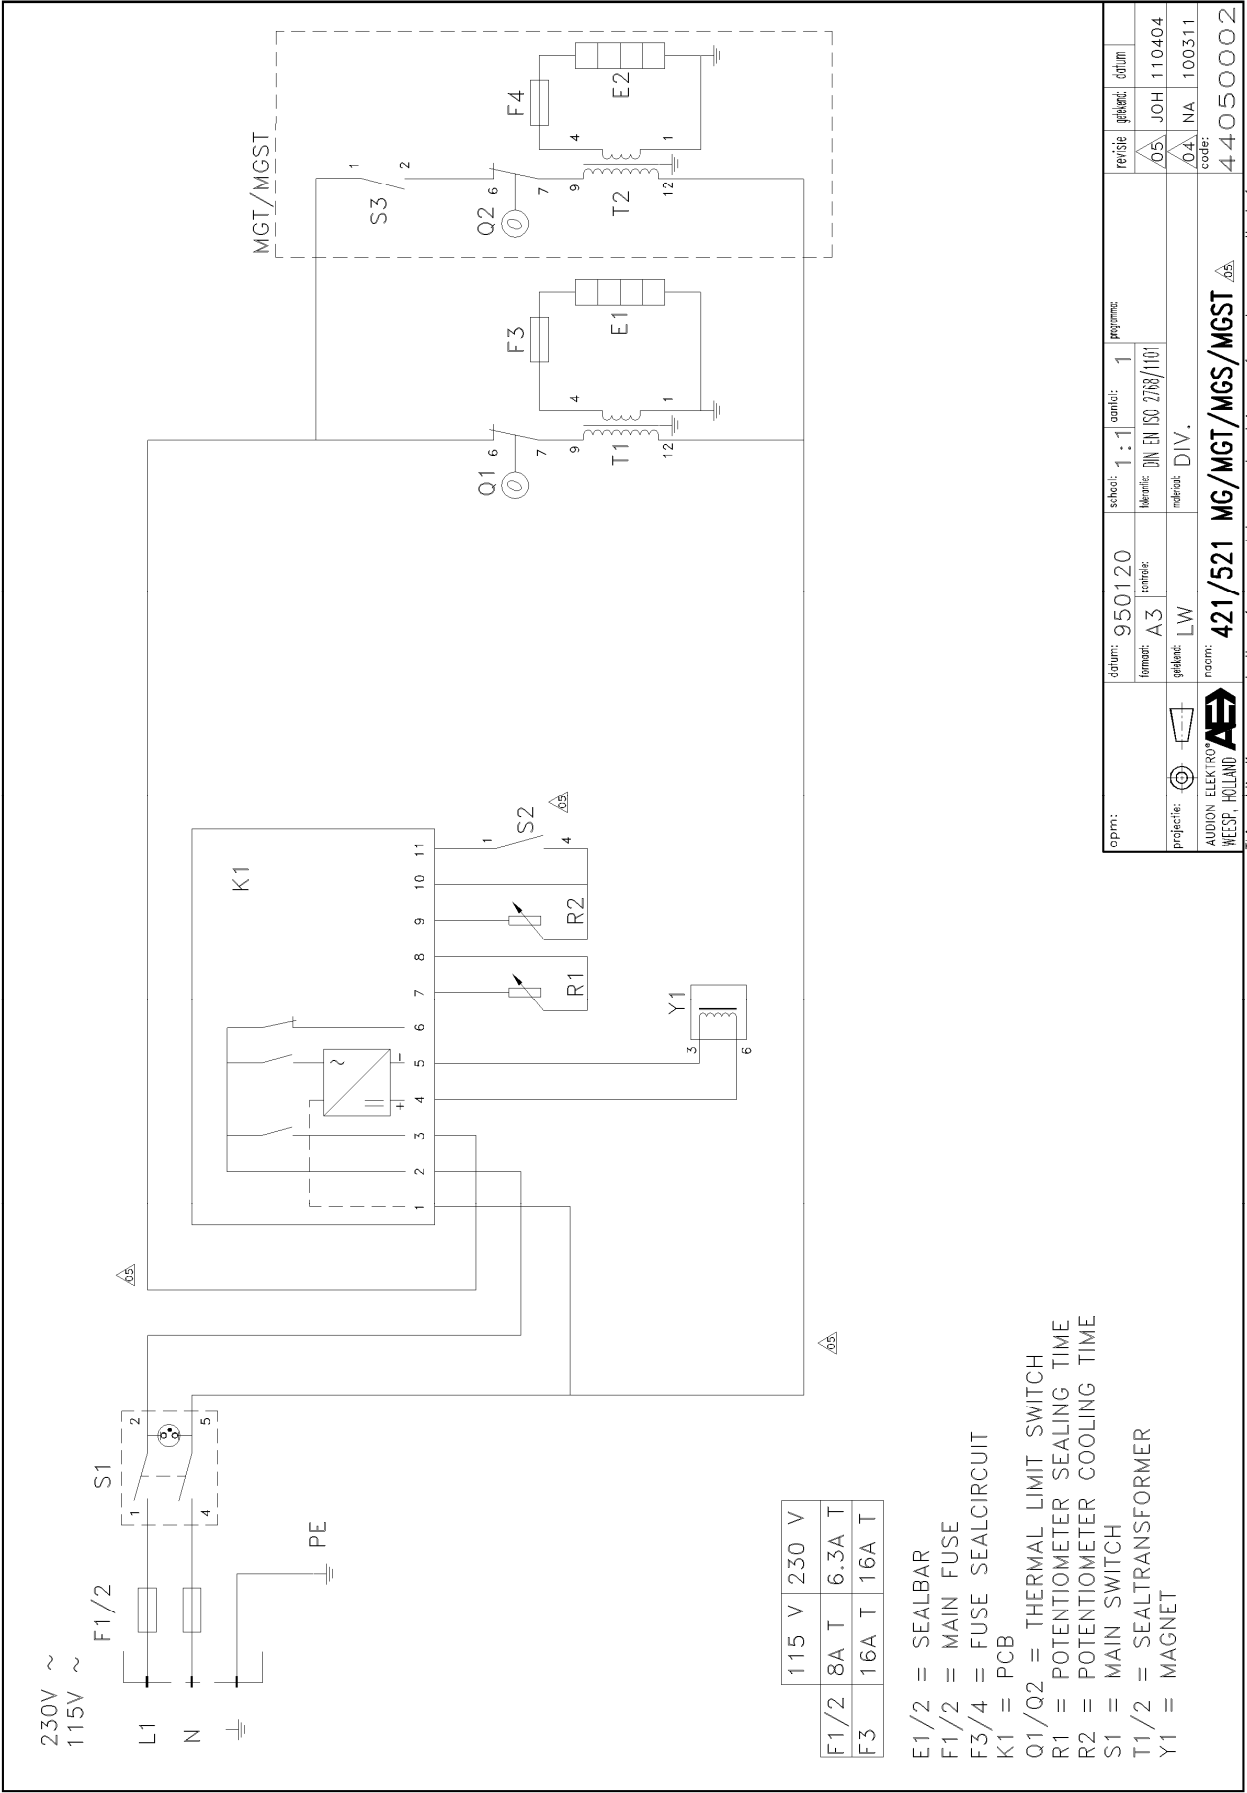 230V ~
115V ~
L1
N
F1/2
S1
1
2
4
5
PE
K1
1 2 3 4 5 6 7 8 9 10 11
+ -
~
=
R1
R2
S2
1
4
05
Y1
3
6
05
05
Q1
6
7
T1
9
12
4
1
F3
E1
MGT/MGST
S3
1
2
Q2
6
7
T2
9
12
4
1
F4
E2
115 V 230 V
F1/2 8A T 6.3A T
F3 16A T 16A T
E1/2 = SEALBAR
F1/2 = MAIN FUSE
F3/4 = FUSE SEALCIRCUIT
K1 = PCB
Q1/Q2 = THERMAL LIMIT SWITCH
R1 = POTENTIOMETER SEALING TIME
R2 = POTENTIOMETER COOLING TIME
S1 = MAIN SWITCH
T1/2 = SEALTRANSFORMER
Y1 = MAGNET
opm:
datum: 950120
schaal: 1:1
aantal: 1
programma:
revisie getekend: datum
formaat: A3
controle:
tolerantie: DIN EN ISO 2768/1101
05 JOH 110404
projectie:
getekend: LW
materiaal: DIV.
04 NA 100311
AUDION ELEKTRO®
WEESP, HOLLAND
AE
naam: 421/521 MG/MGT/MGS/MGST 05
code: 44050002